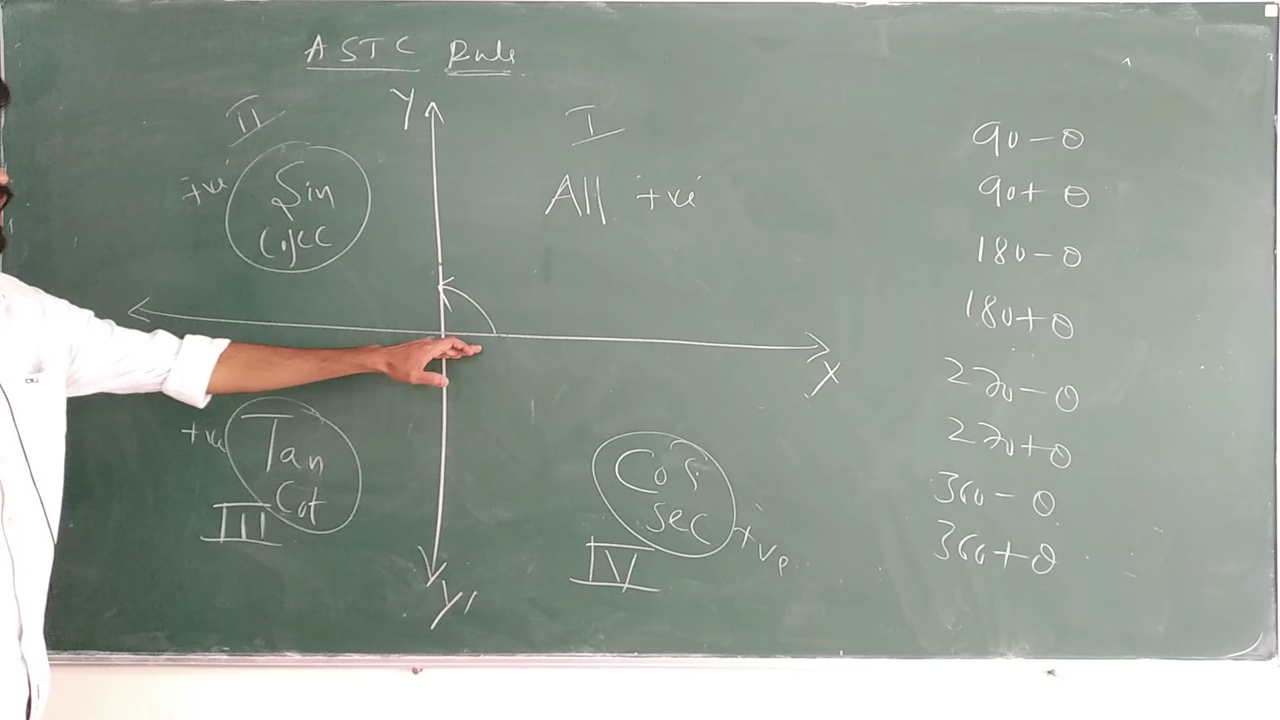 ASTC Rule
Y
II
I
+ve
Sin
Cosec
All +ve
X
+ve
Tan
Cot
III
Cos
Sec
+ve
IV
Y'
90-θ
90+θ
180-θ
180+θ
270-θ
270+θ
360-θ
360+θ